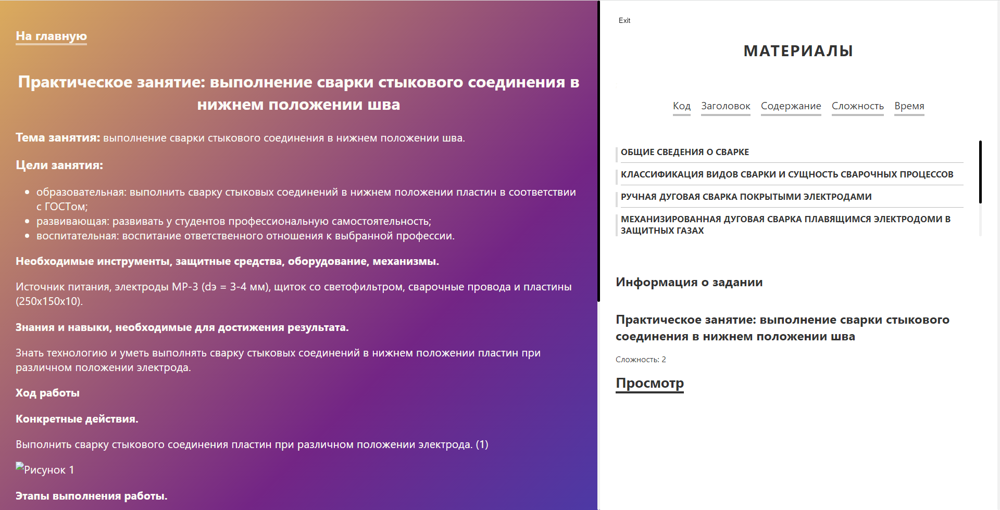 На главную
Практическое занятие: выполнение сварки стыкового соединения в
нижнем положении шва
Тема занятия: выполнение сварки стыкового соединения в нижнем положении шва.
Цели занятия:
образовательная: выполнить сварку стыковых соединений в нижнем положении пластин в соответствии
с ГОСТом;
развивающая: развивать у студентов профессиональную самостоятельность;
воспитательная: воспитание ответственного отношения к выбранной профессии.
Необходимые инструменты, защитные средства, оборудование, механизмы.
Источник питания, электроды МР-3 (dэ = 3-4 мм), щиток со светофильтром, сварочные провода и пластины
(250х150х10).
Знания и навыки, необходимые для достижения результата.
Знать технологию и уметь выполнять сварку стыковых соединений в нижнем положении пластин при
различном положении электрода.
Ход работы
Конкретные действия.
Выполнить сварку стыкового соединения пластин при различном положении электрода. (1)
Рисунок 1
Этапы выполнения работы.
Exit
МАТЕРИАЛЫ
Код Заголовок Содержание Сложность Время
ОБЩИЕ СВЕДЕНИЯ О СВАРКЕ
КЛАССИФИКАЦИЯ ВИДОВ СВАРКИ И СУЩНОСТЬ СВАРОЧНЫХ ПРОЦЕССОВ
РУЧНАЯ ДУГОВАЯ СВАРКА ПОКРЫТЫМИ ЭЛЕКТРОДАМИ
МЕХАНИЗИРОВАННАЯ ДУГОВАЯ СВАРКА ПЛАВЯЩИМСЯ ЭЛЕКТРОДОМИ В
ЗАЩИТНЫХ ГАЗАХ
Информация о задании
Практическое занятие: выполнение сварки стыкового
соединения в нижнем положении шва
Сложность: 2
Просмотр